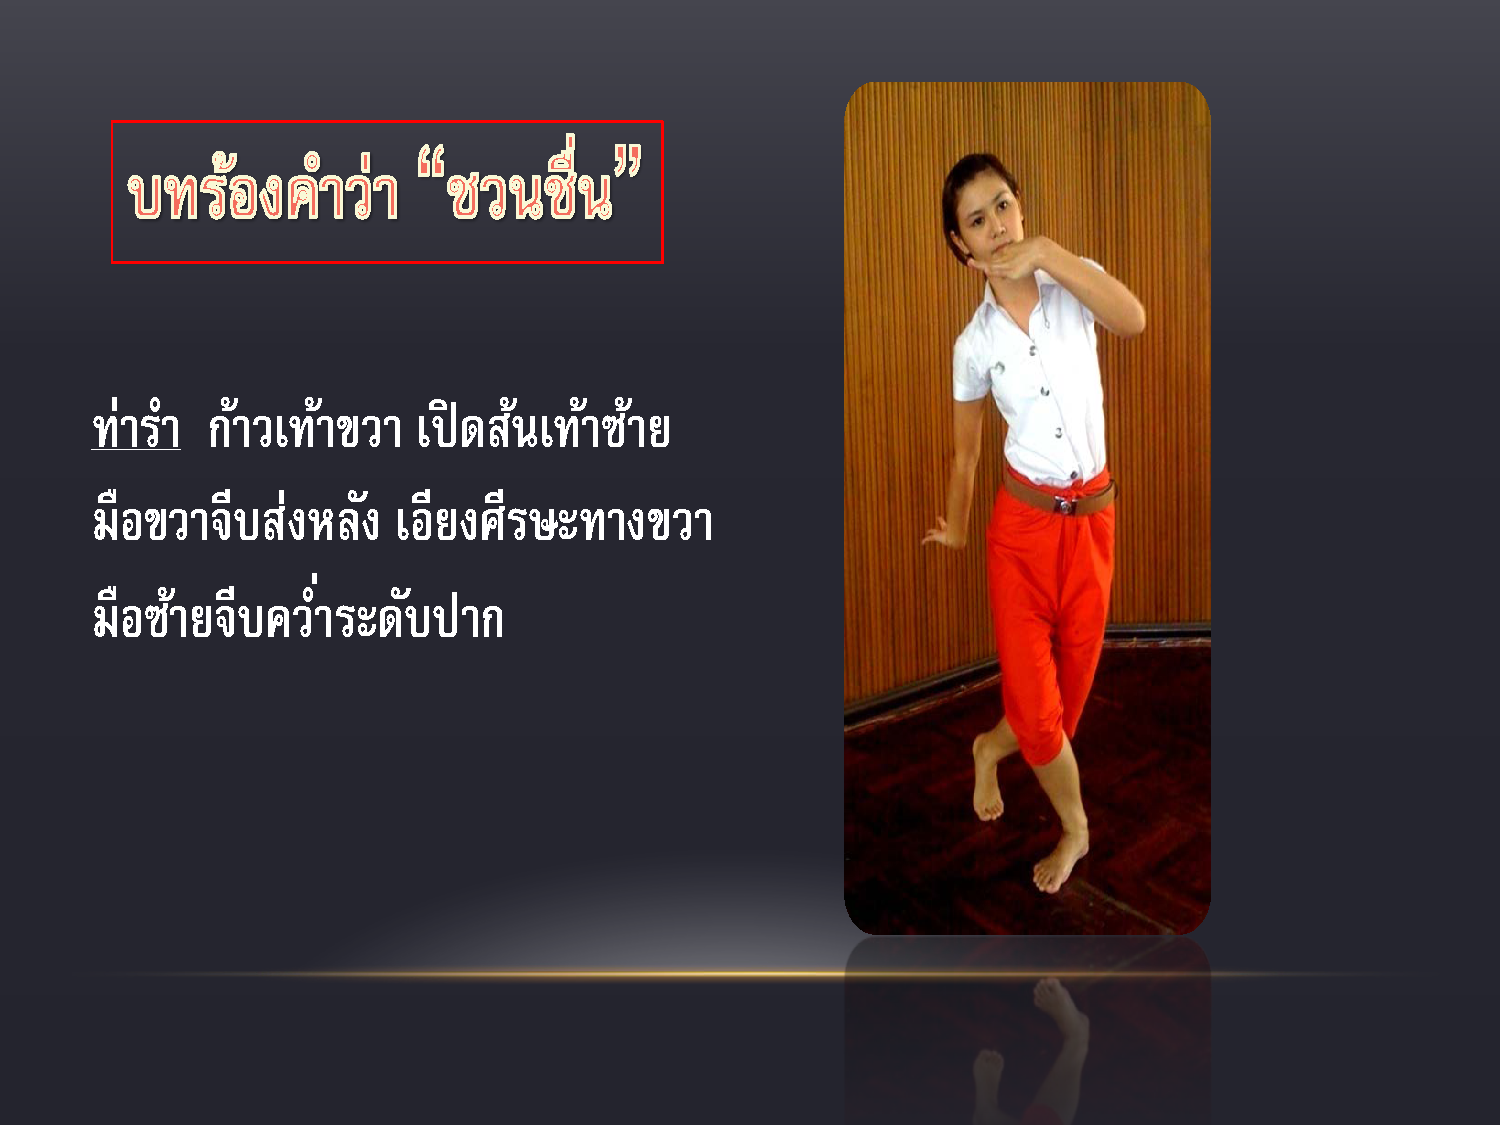 บทร้องคำว่า “ชวนชื่น”
ท่ารำ ก้าวเท้าขวา เปิดส้นเท้าซ้าย
มือขวาจีบส่งหลัง เอียงศีรษะทางขวา
มือซ้ายจีบคว่ำระดับปาก